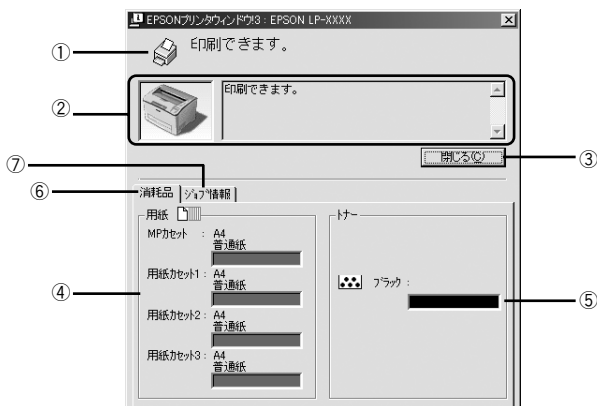 EPSONプリンタウィンドウ!3 : EPSON LP-XXXX
① 印刷できます。
② 印刷できます。
閉じる(C) ③
⑦
⑥ 消耗品 ジョブ情報
用紙
MPカセット : A4
普通紙
用紙カセット1 : A4
普通紙
④
用紙カセット2 : A4
普通紙
用紙カセット3 : A4
普通紙
トナー
ブラック :
⑤